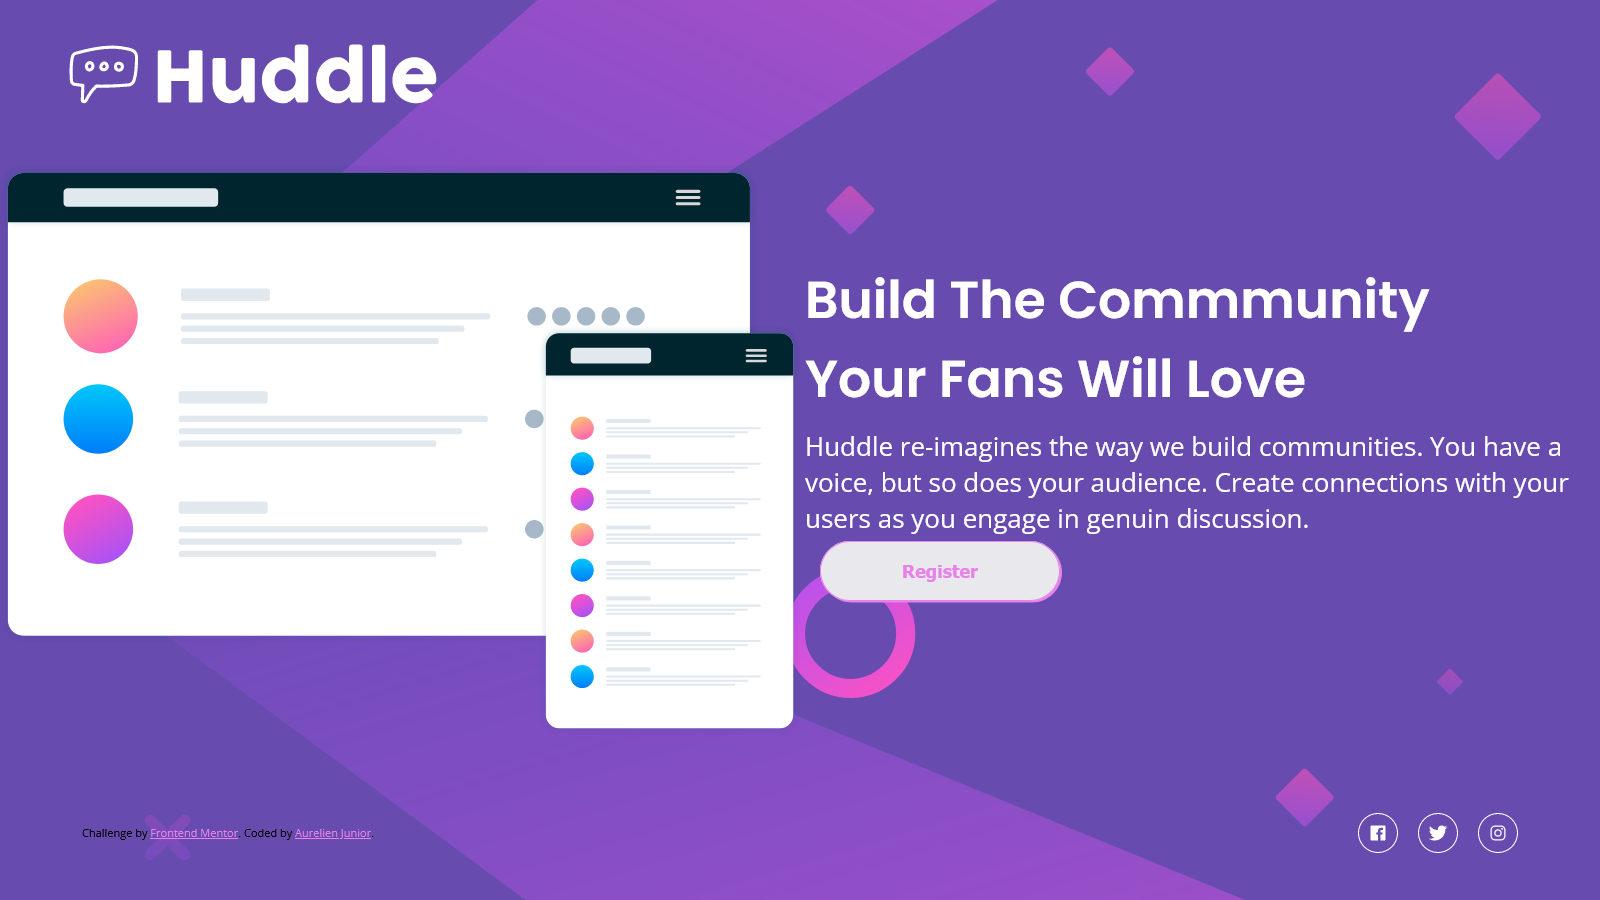 Huddle
Build The Commmunity
Your Fans Will Love
Huddle re-imagines the way we build communities. You have a
voice, but so does your audience. Create connections with your
users as you engage in genuin discussion.
Register
Challenge by Frontend Mentor. Coded by Aurelien Junior.